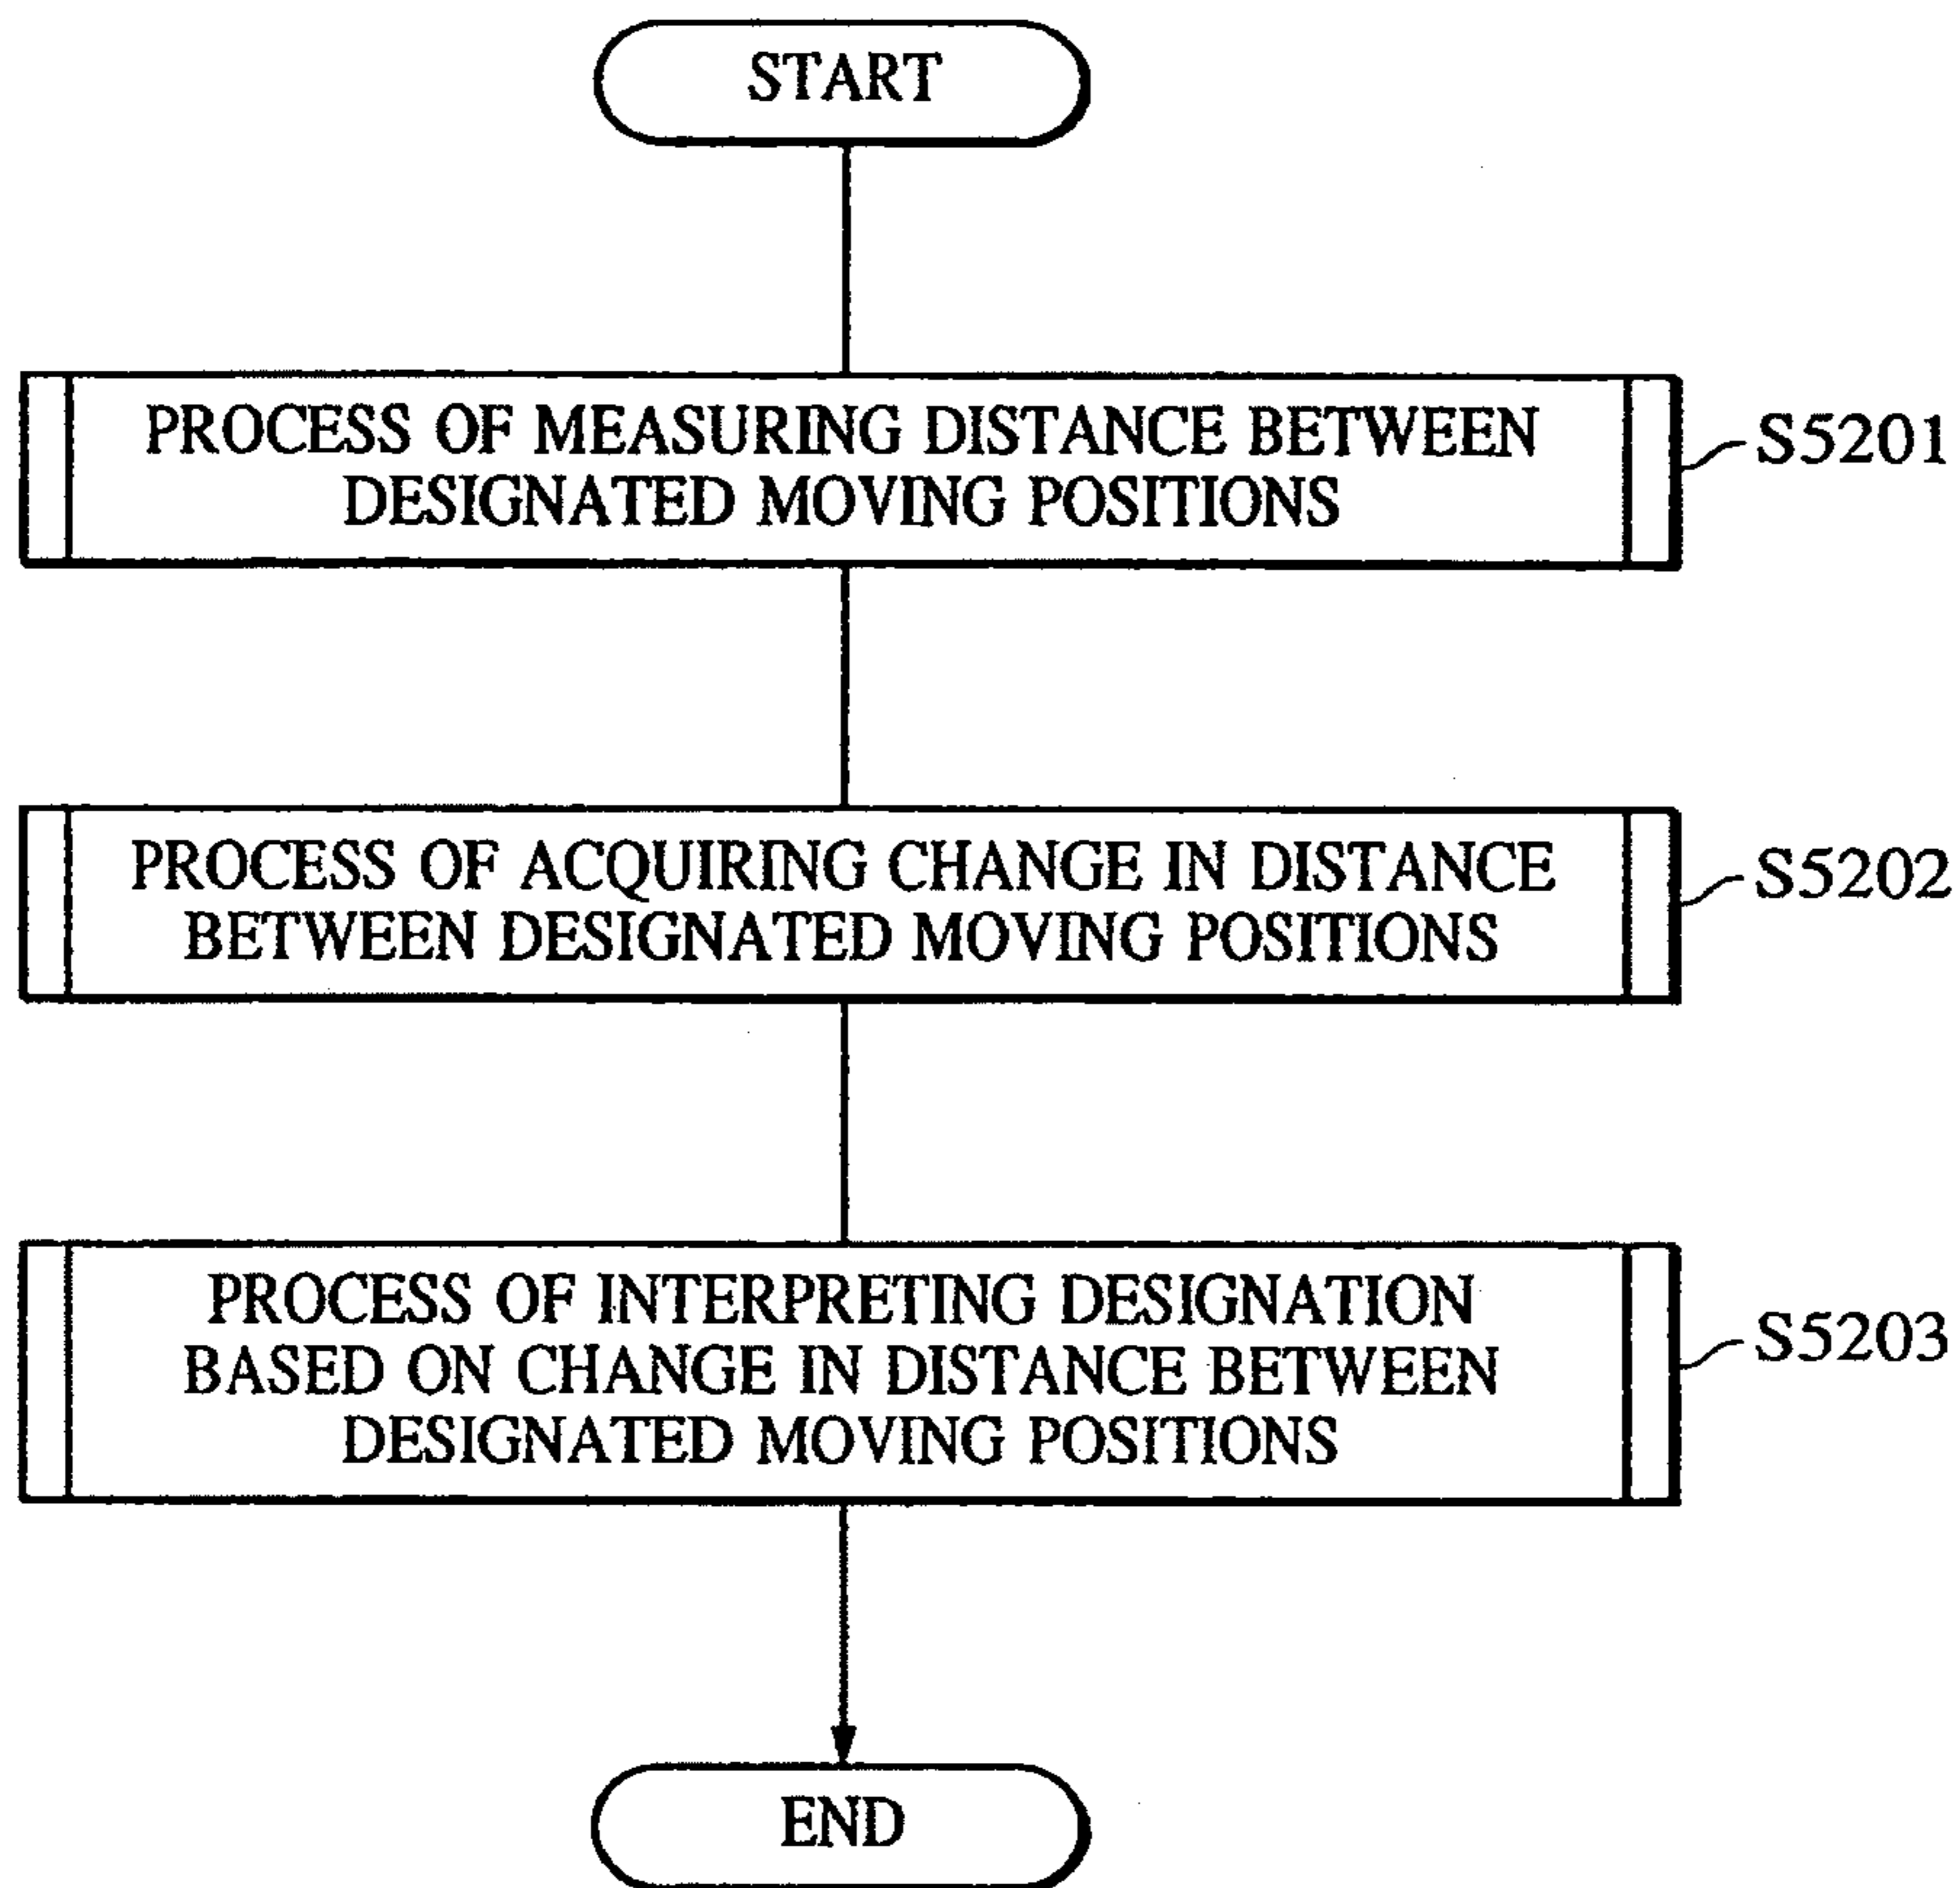 START
PROCESS OF MEASURING DISTANCE BETWEEN
DESIGNATED MOVING POSITIONS
S5201
PROCESS OF ACQUIRING CHANGE IN DISTANCE
BETWEEN DESIGNATED MOVING POSITIONS
S5202
PROCESS OF INTERPRETING DESIGNATION
BASED ON CHANGE IN DISTANCE BETWEEN
DESIGNATED MOVING POSITIONS
S5203
END